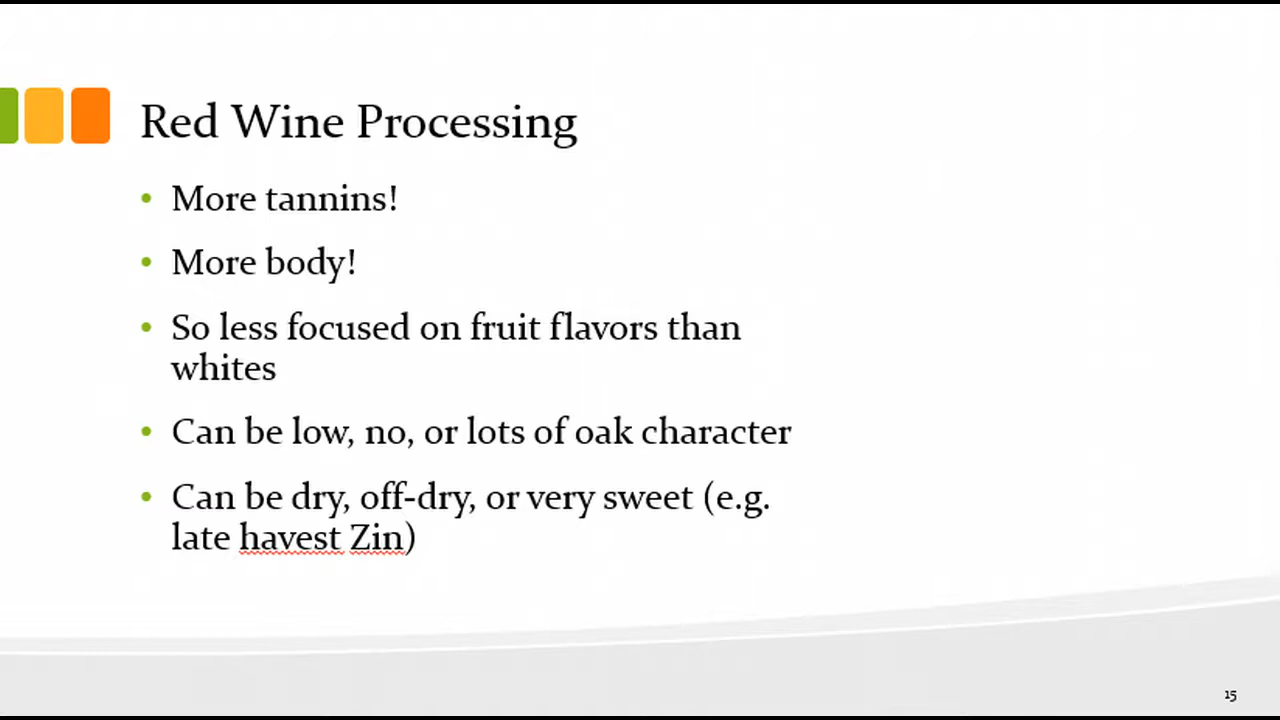 Red Wine Processing
• More tannins!
• More body!
• So less focused on fruit flavors than
whites
• Can be low, no, or lots of oak character
• Can be dry, off-dry, or very sweet (e.g.
late havest Zin)
15